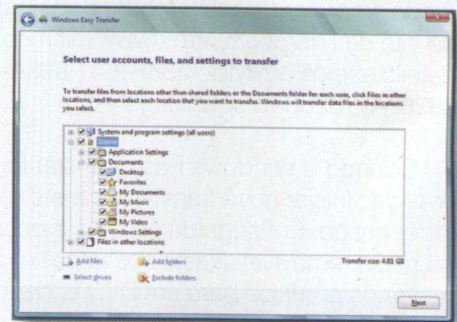 Windows Easy Transfer
Select user accounts, files, and settings to transfer
To transfer files from locations other than shared folders or the Documents folder for each user, click Files in other
locations, and then select each location that you want to transfer. Windows will transfer data files in the locations
you select.
System and program settings (all users)
Application Settings
Documents
Desktop
Favorites
My Documents
My Music
My Pictures
My Video
Windows Settings
Files in other locations
Add files
Add folders
Transfer size: 4.61 GB
Select drives
Exclude folders
Next